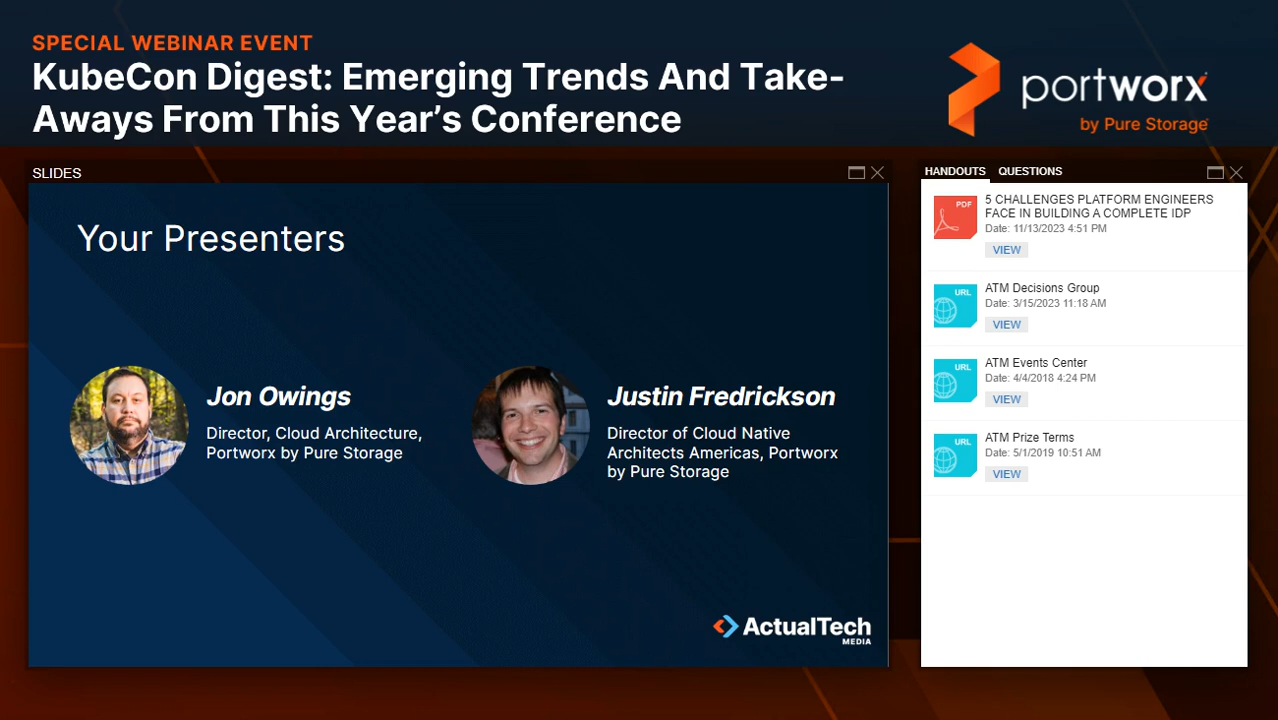 SPECIAL WEBINAR EVENT
KubeCon Digest: Emerging Trends And Take-
Aways From This Year's Conference
portworx
by Pure Storage
SLIDES
Your Presenters
Jon Owings
Director, Cloud Architecture,
Portworx by Pure Storage
Justin Fredrickson
Director of Cloud Native
Architects Americas, Portworx
by Pure Storage
ActualTech
MEDIA
HANDOUTS QUESTIONS
PDF
5 CHALLENGES PLATFORM ENGINEERS
FACE IN BUILDING A COMPLETE IDP
Date: 11/13/2023 4:51 PM
VIEW
URL
ATM Decisions Group
Date: 3/15/2023 11:18 AM
VIEW
URL
ATM Events Center
Date: 4/4/2018 4:24 PM
VIEW
URL
ATM Prize Terms
Date: 5/1/2019 10:51 AM
VIEW